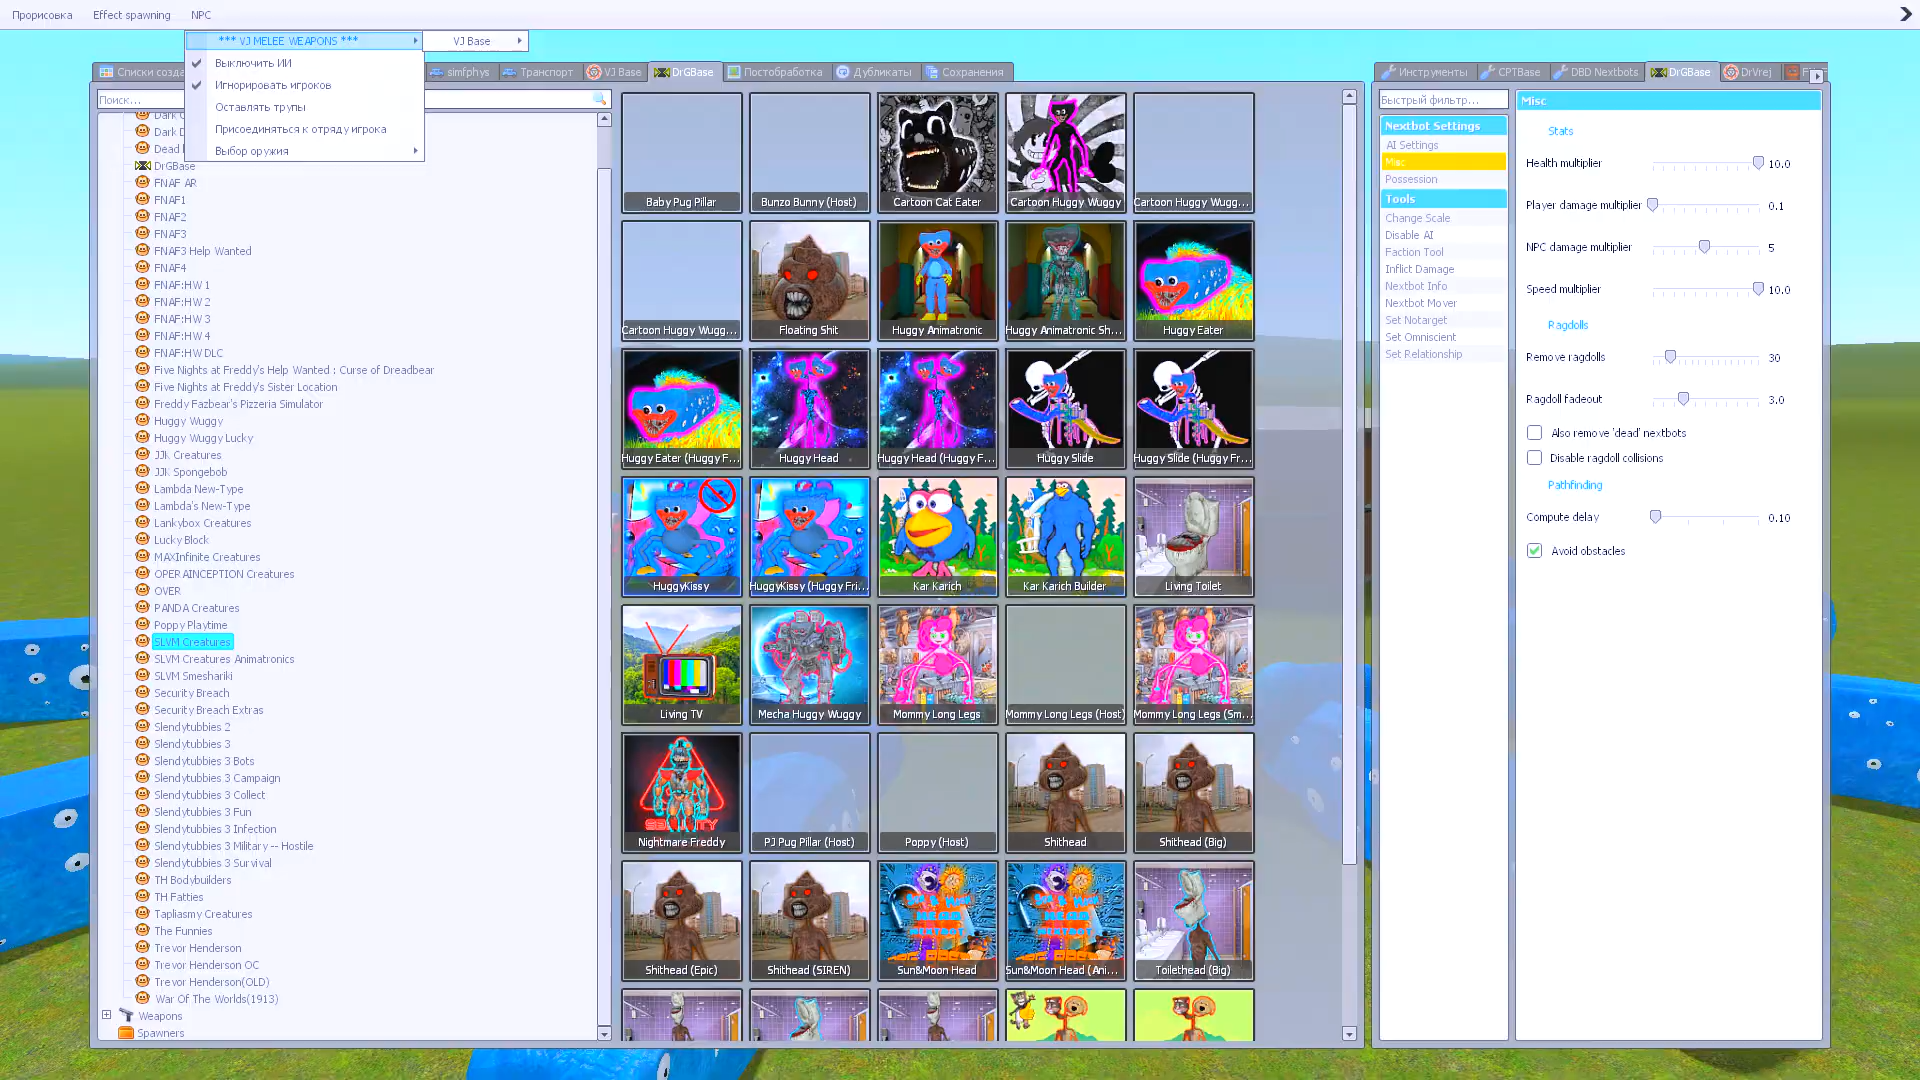 Прорисовка
Effect spawning
NPC
*** VJ MELEE WEAPONS ***
VJ Base
Выключить ИИ
Игнорировать игроков
Оставлять трупы
Присоединяться к отряду игрока
Выбор оружия
Списки созда
simfphys
Транспорт
VJ Base
DrGBase
Постобработка
Дубликаты
Сохранения
Поиск...
Dark
Dark D
Dead
DrGBase
FNAF AR
FNAF1
FNAF2
FNAF3
FNAF3 Help Wanted
FNAF4
FNAF:HW 1
FNAF:HW 2
FNAF:HW 3
FNAF:HW 4
FNAF:HW DLC
Five Nights at Freddy's Help Wanted : Curse of Dreadbear
Five Nights at Freddy's Sister Location
Freddy Fazbear's Pizzeria Simulator
Huggy Wuggy
Huggy Wuggy Lucky
JJK Creatures
JJK Spongebob
Lambda New-Type
Lambda's New-Type
Lankybox Creatures
Lucky Block
MAXInfinite Creatures
OPERAINCEPTION Creatures
OVER
PANDA Creatures
Poppy Playtime
SLVM Creatures
SLVM Creatures Animatronics
SLVM Smeshariki
Security Breach
Security Breach Extras
Slendytubbies 2
Slendytubbies 3
Slendytubbies 3 Bots
Slendytubbies 3 Campaign
Slendytubbies 3 Collect
Slendytubbies 3 Fun
Slendytubbies 3 Infection
Slendytubbies 3 Military -- Hostile
Slendytubbies 3 Survival
TH Bodybuilders
TH Fatties
Tapliasmy Creatures
The Funnies
Trevor Henderson
Trevor Henderson OC
Trevor Henderson(OLD)
War Of The Worlds(1913)
Weapons
Spawners
Baby Pug Pillar
Bunzo Bunny (Host)
Cartoon Cat Eater
Cartoon Huggy Wuggy
Cartoon Huggy Wugg...
Cartoon Huggy Wugg...
Floating Shit
Huggy Animatronic
Huggy Animatronic Sh...
Huggy Eater
Huggy Eater (Huggy F...
Huggy Head
Huggy Head (Huggy F...
Huggy Slide
Huggy Slide (Huggy Fr...
HuggyKissy
HuggyKissy (Huggy Fri...
Kar Karich
Kar Karich Builder
Living Toilet
Living TV
Mecha Huggy Wuggy
Mommy Long Legs
Mommy Long Legs (Host)
Mommy Long Legs (Sm...
Nightmare Freddy
PJ Pug Pillar (Host)
Poppy (Host)
Shithead
Shithead (Big)
Shithead (Epic)
Shithead (SIREN)
Sun&Moon Head
Sun&Moon Head (Ani...
Toilethead (Big)
Инструменты
CPTBase
DBD Nextbots
DrGBase
DrVrej
Быстрый фильтр...
Nextbot Settings
AI Settings
Misc
Possession
Tools
Change Scale
Disable AI
Faction Tool
Inflict Damage
Nextbot Info
Nextbot Mover
Set Notarget
Set Omniscient
Set Relationship
Misc
Stats
Health multiplier 10.0
Player damage multiplier 0.1
NPC damage multiplier 5
Speed multiplier 10.0
Ragdolls
Remove ragdolls 30
Ragdoll fadeout 3.0
Also remove 'dead' nextbots
Disable ragdoll collisions
Pathfinding
Compute delay 0.10
Avoid obstacles